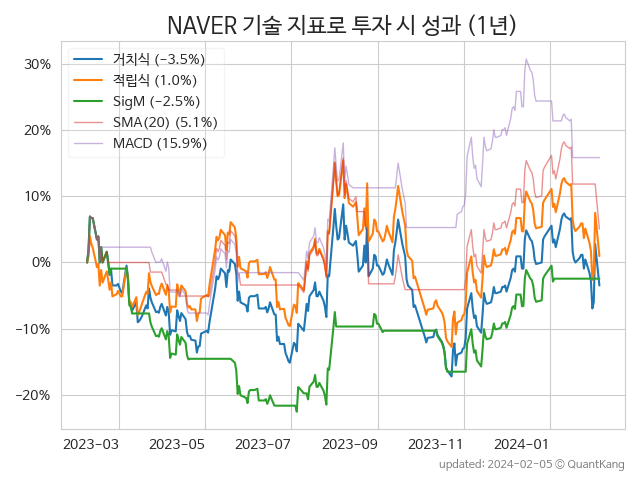 NAVER 기술 지표로 투자 시 성과 (1년)
30%
20%
10%
0%
−10%
−20%
거치식 (−3.5%)
적립식 (1.0%)
SigM (−2.5%)
SMA(20) (5.1%)
MACD (15.9%)
2023-03 2023-05 2023-07 2023-09 2023-11 2024-01
updated: 2024-02-05 © QuantKang